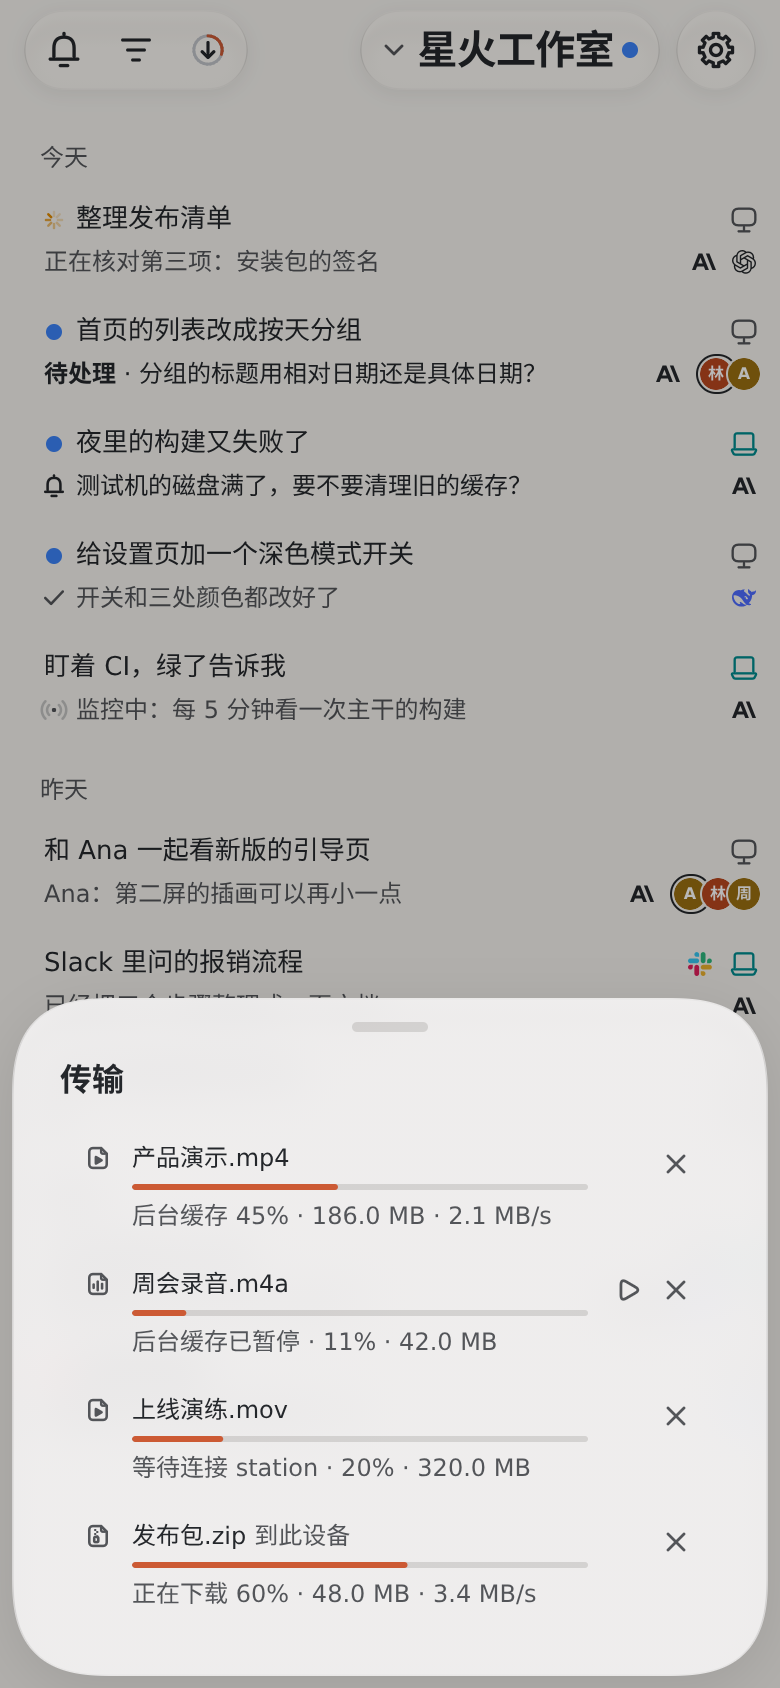 星火工作室
今天
整理发布清单
正在核对第三项：安装包的签名
首页的列表改成按天分组
待处理 · 分组的标题用相对日期还是具体日期？
林 A
夜里的构建又失败了
测试机的磁盘满了，要不要清理旧的缓存？
给设置页加一个深色模式开关
开关和三处颜色都改好了
盯着 CI，绿了告诉我
监控中：每 5 分钟看一次主干的构建
昨天
和 Ana 一起看新版的引导页
Ana：第二屏的插画可以再小一点
A 林 周
Slack 里问的报销流程
传输
产品演示.mp4
后台缓存 45% · 186.0 MB · 2.1 MB/s
周会录音.m4a
后台缓存已暂停 · 11% · 42.0 MB
上线演练.mov
等待连接 station · 20% · 320.0 MB
发布包.zip 到此设备
正在下载 60% · 48.0 MB · 3.4 MB/s